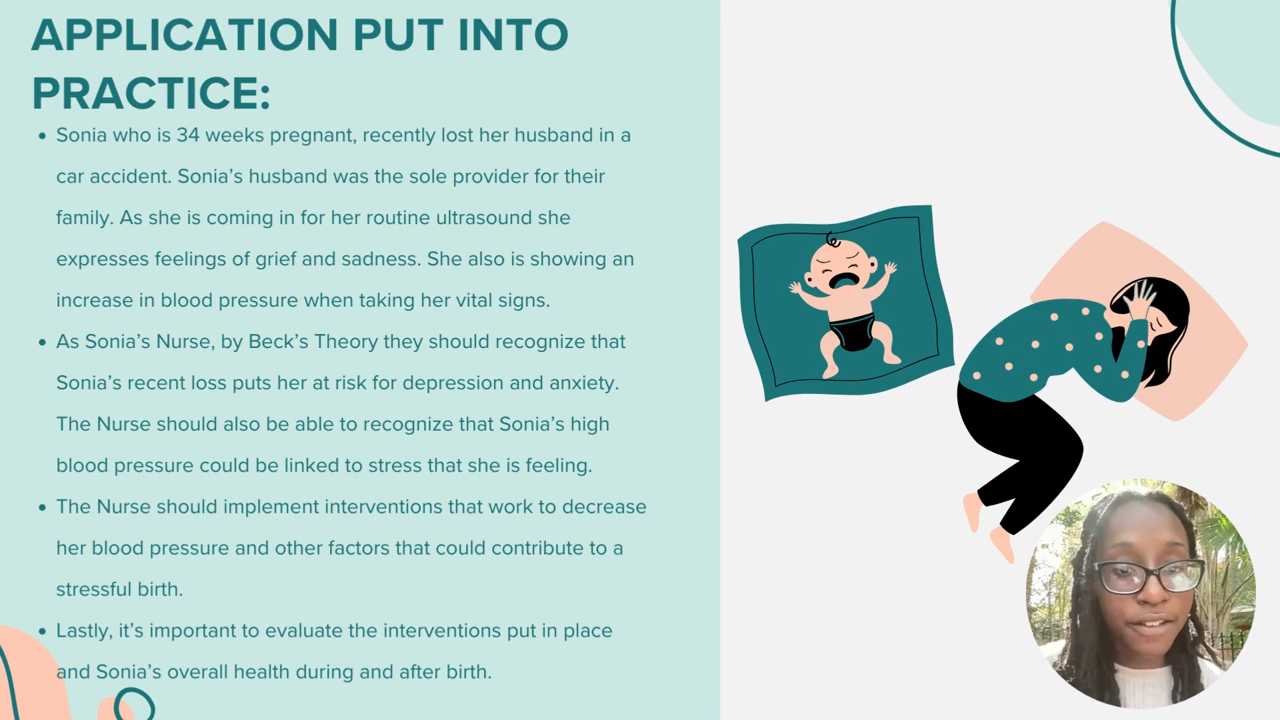 APPLICATION PUT INTO
PRACTICE:
• Sonia who is 34 weeks pregnant, recently lost her husband in a
car accident. Sonia’s husband was the sole provider for their
family. As she is coming in for her routine ultrasound she
expresses feelings of grief and sadness. She also is showing an
increase in blood pressure when taking her vital signs.
• As Sonia’s Nurse, by Beck’s Theory they should recognize that
Sonia’s recent loss puts her at risk for depression and anxiety.
The Nurse should also be able to recognize that Sonia’s high
blood pressure could be linked to stress that she is feeling.
• The Nurse should implement interventions that work to decrease
her blood pressure and other factors that could contribute to a
stressful birth.
• Lastly, it’s important to evaluate the interventions put in place
and Sonia’s overall health during and after birth.